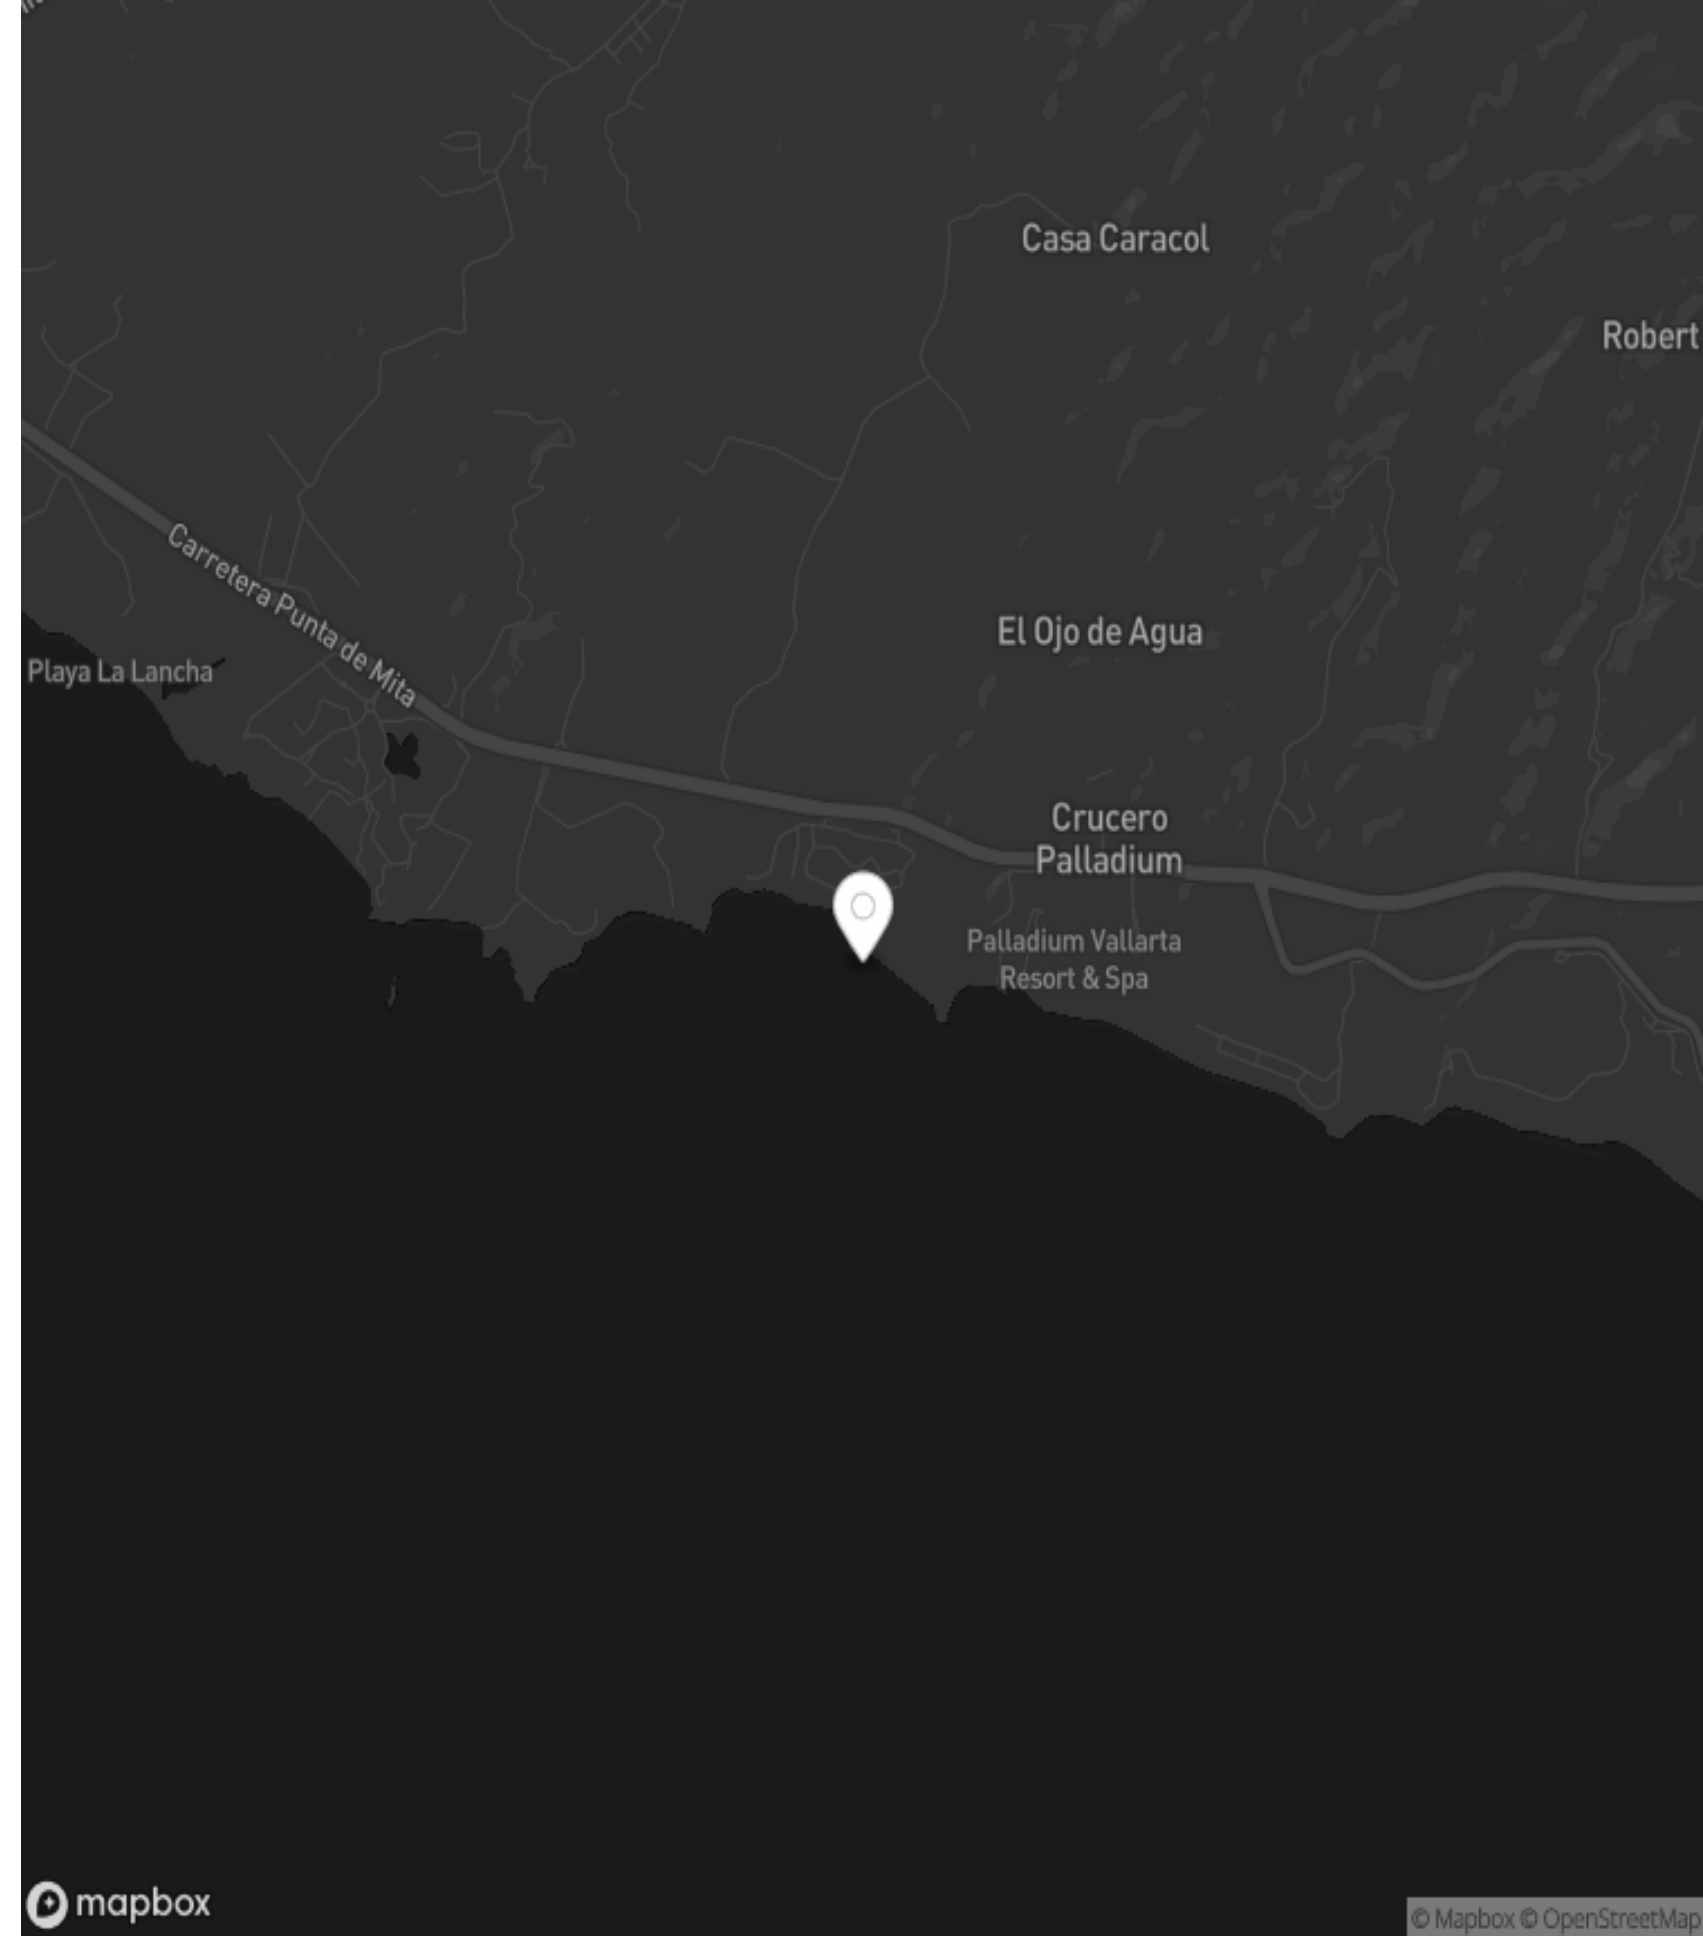 Casa Caracol
Robert
Carretera Punta de Mita
El Ojo de Agua
Playa La Lancha
Crucero
Palladium
Palladium Vallarta
Resort & Spa
mapbox
© Mapbox © OpenStreetMap